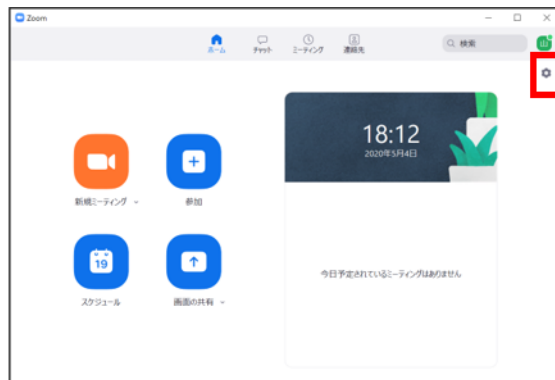 Zoom
ホーム
チャット
ミーティング
連絡先
検索
山
18:12
2020年5月4日
新規ミーティング
参加
19
スケジュール
画面の共有
今日予定されているミーティングはありません